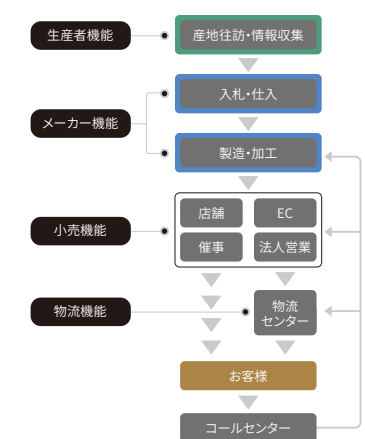 生産者機能
産地往訪・情報収集
入札・仕入
メーカー機能
製造・加工
店舗
EC
小売機能
催事
法人営業
物流機能
物流
センター
お客様
コールセンター